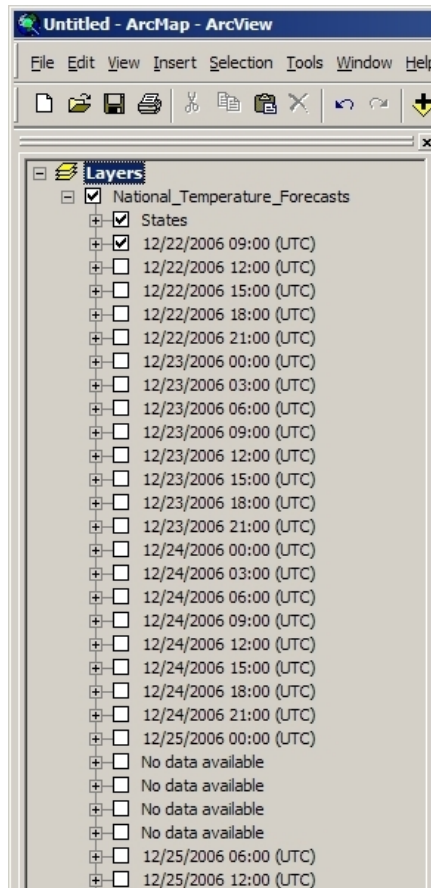 Untitled - ArcMap - ArcView
File Edit View Insert Selection Tools Window Help
Layers
National_Temperature_Forecasts
States
12/22/2006 09:00 (UTC)
12/22/2006 12:00 (UTC)
12/22/2006 15:00 (UTC)
12/22/2006 18:00 (UTC)
12/22/2006 21:00 (UTC)
12/23/2006 00:00 (UTC)
12/23/2006 03:00 (UTC)
12/23/2006 06:00 (UTC)
12/23/2006 09:00 (UTC)
12/23/2006 12:00 (UTC)
12/23/2006 15:00 (UTC)
12/23/2006 18:00 (UTC)
12/23/2006 21:00 (UTC)
12/24/2006 00:00 (UTC)
12/24/2006 03:00 (UTC)
12/24/2006 06:00 (UTC)
12/24/2006 09:00 (UTC)
12/24/2006 12:00 (UTC)
12/24/2006 15:00 (UTC)
12/24/2006 18:00 (UTC)
12/24/2006 21:00 (UTC)
12/25/2006 00:00 (UTC)
No data available
No data available
No data available
No data available
12/25/2006 06:00 (UTC)
12/25/2006 12:00 (UTC)